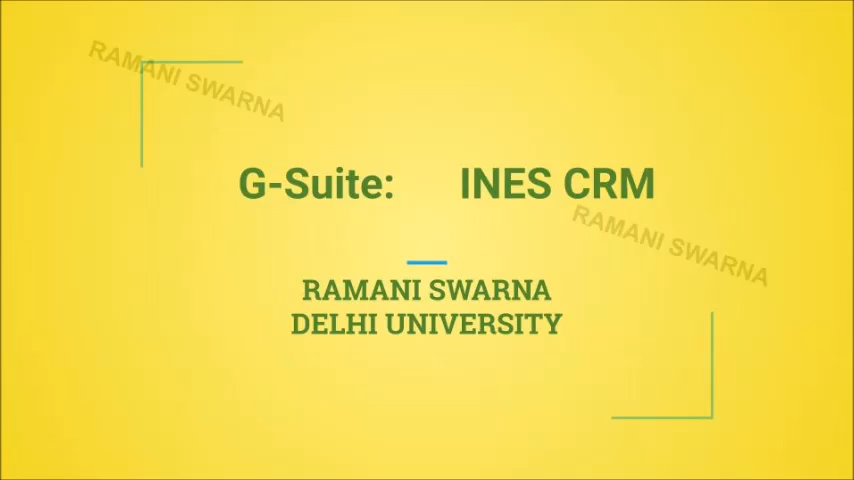 RAMANI SWARNA
G-Suite: INES CRM
RAMANI SWARNA
RAMANI SWARNA
DELHI UNIVERSITY